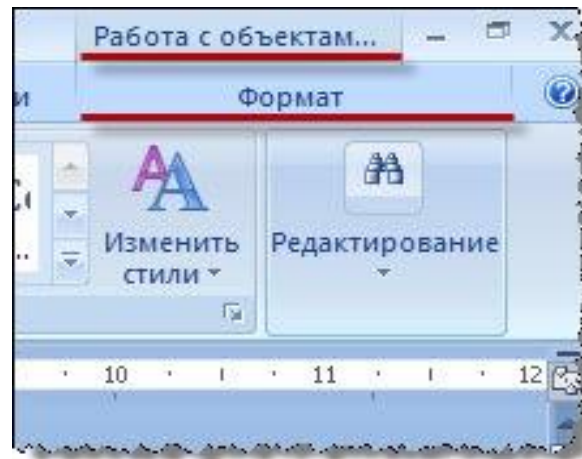 Работа с объектам...
и
Формат
Изменить
стили
Редактирование
10 11 12